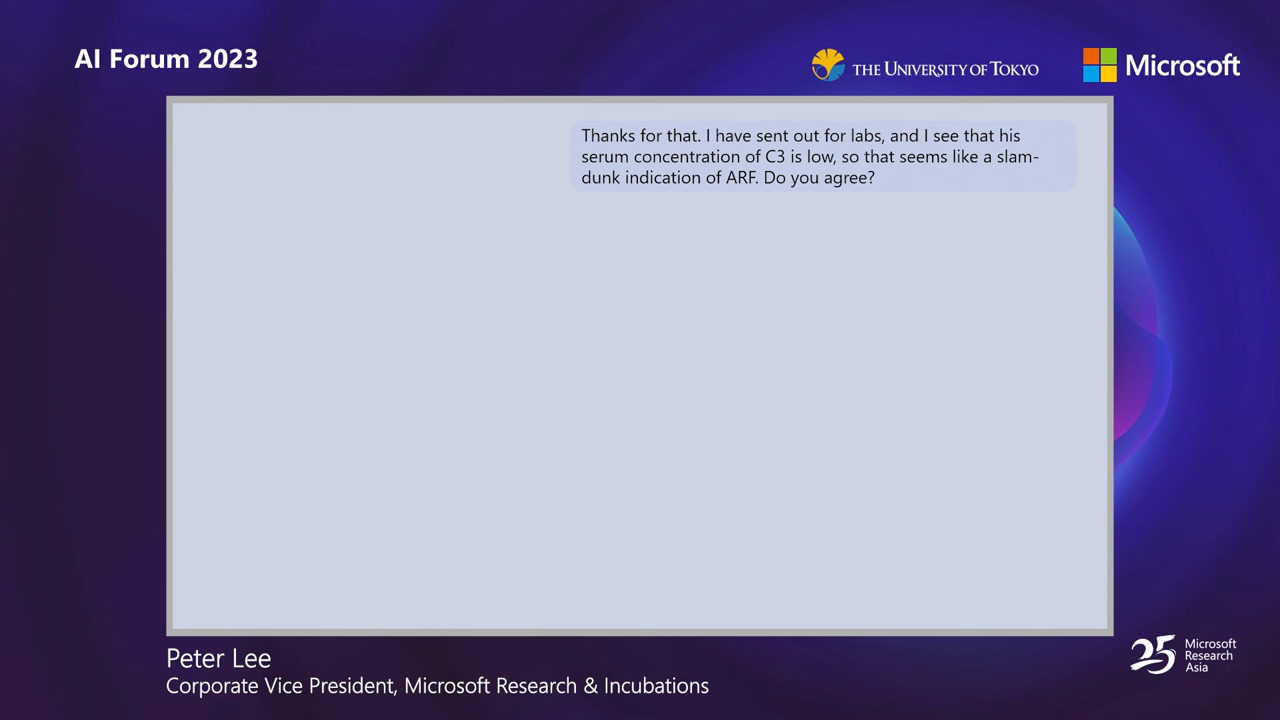 AI Forum 2023
THE UNIVERSITY OF TOKYO
Microsoft
Thanks for that. I have sent out for labs, and I see that his
serum concentration of C3 is low, so that seems like a slam-
dunk indication of ARF. Do you agree?
Peter Lee
Corporate Vice President, Microsoft Research & Incubations
25
Microsoft
Research
Asia